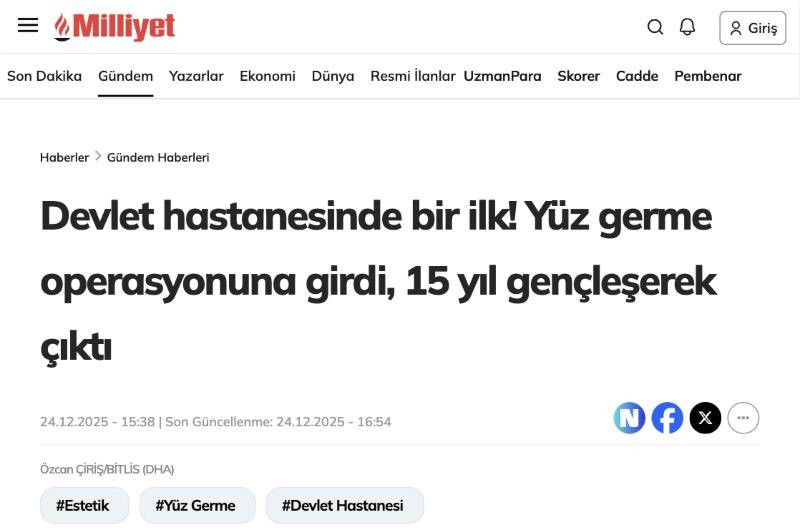 Milliyet
Giriş
Son Dakika Gündem Yazarlar Ekonomi Dünya Resmi İlanlar UzmanPara Skorer Cadde Pembenar
Haberler > Gündem Haberleri
Devlet hastanesinde bir ilk! Yüz germe
operasyonuna girdi, 15 yıl gençleşerek
çıktı
24.12.2025 - 15:38 | Son Güncellenme: 24.12.2025 - 16:54
Özcan ÇİRİŞ/BİTLİS (DHA)
#Estetik #Yüz Germe #Devlet Hastanesi